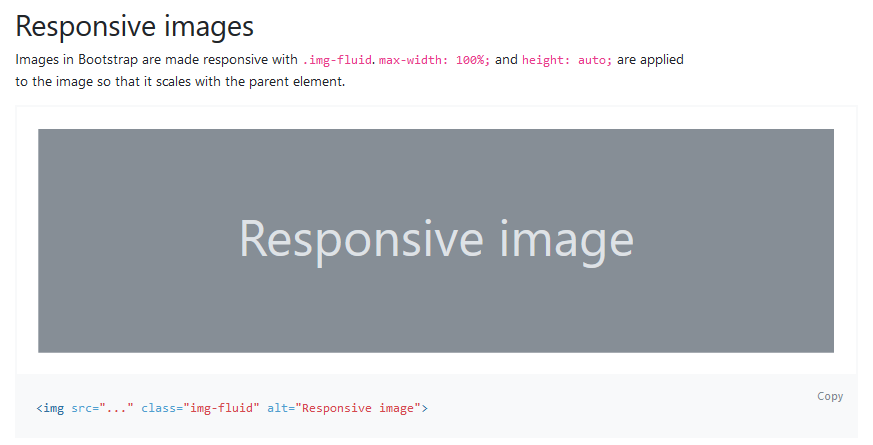 Responsive images
Images in Bootstrap are made responsive with .img-fluid. max-width: 100%; and height: auto; are applied
to the image so that it scales with the parent element.
Responsive image
Copy
<img src="..." class="img-fluid" alt="Responsive image">